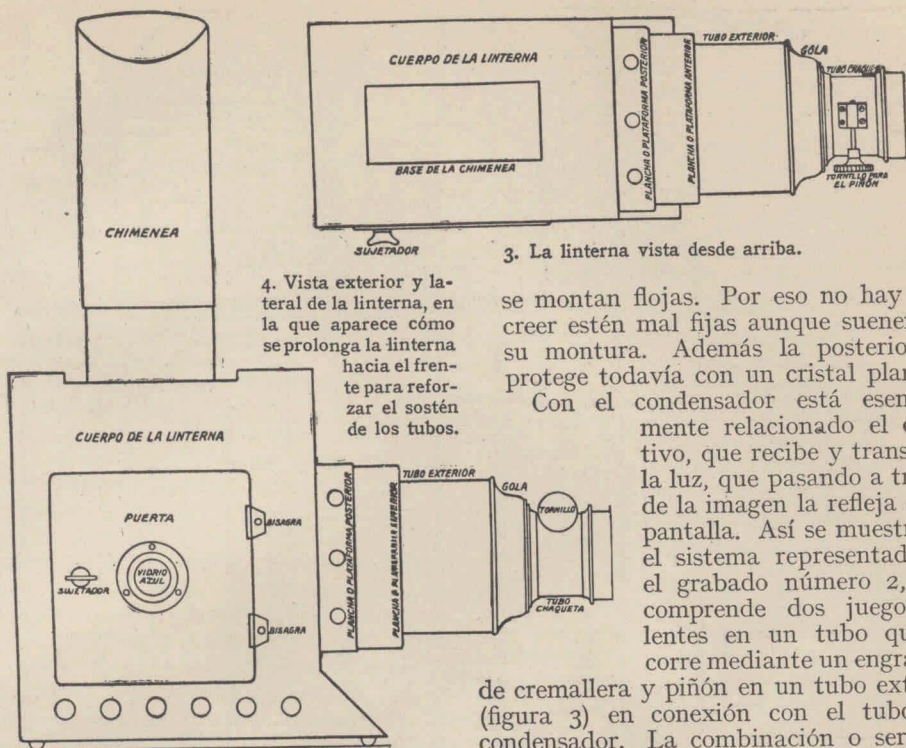 CHIMENEA
CUERPO DE LA LINTERNA
BASE DE LA CHIMENEA
SUJETADOR
PLANCHA O PLATAFORMA POSTERIOR
PLANCHA O PLATAFORMA ANTERIOR
TUBO EXTERIOR
GOLA
TUBO CHAQUETA
TORNILLO PARA
EL PIÑÓN
3. La linterna vista desde arriba.
4. Vista exterior y la-
teral de la linterna, en
la que aparece cómo
se prolonga la linterna
hacia el fren-
te para refor-
zar el sostén
de los tubos.
CUERPO DE LA LINTERNA
PUERTA
VIDRIO
AZUL
SUJETADOR
BISAGRA
BISAGRA
PLANCHA O PLATAFORMA POSTERIOR
PLANCHA O PLATAFORMA
TUBO EXTERIOR
GOLA
TORNILLO
TUBO
CHAQUETA
se montan flojas. Por eso no hay
creer estén mal fijas aunque suenen
su montura. Además la posterio
protege todavía con un cristal plan
Con el condensador está esen
mente relacionado el
tivo, que recibe y trans
la luz, que pasando a tr
de la imagen la refleja
pantalla. Así se muestr
el sistema representad
el grabado número 2,
comprende dos juego
lentes en un tubo qu
corre mediante un engra
de cremallera y piñón en un tubo ext
(figura 3) en conexión con el tubo
condensador. La combinación o ser